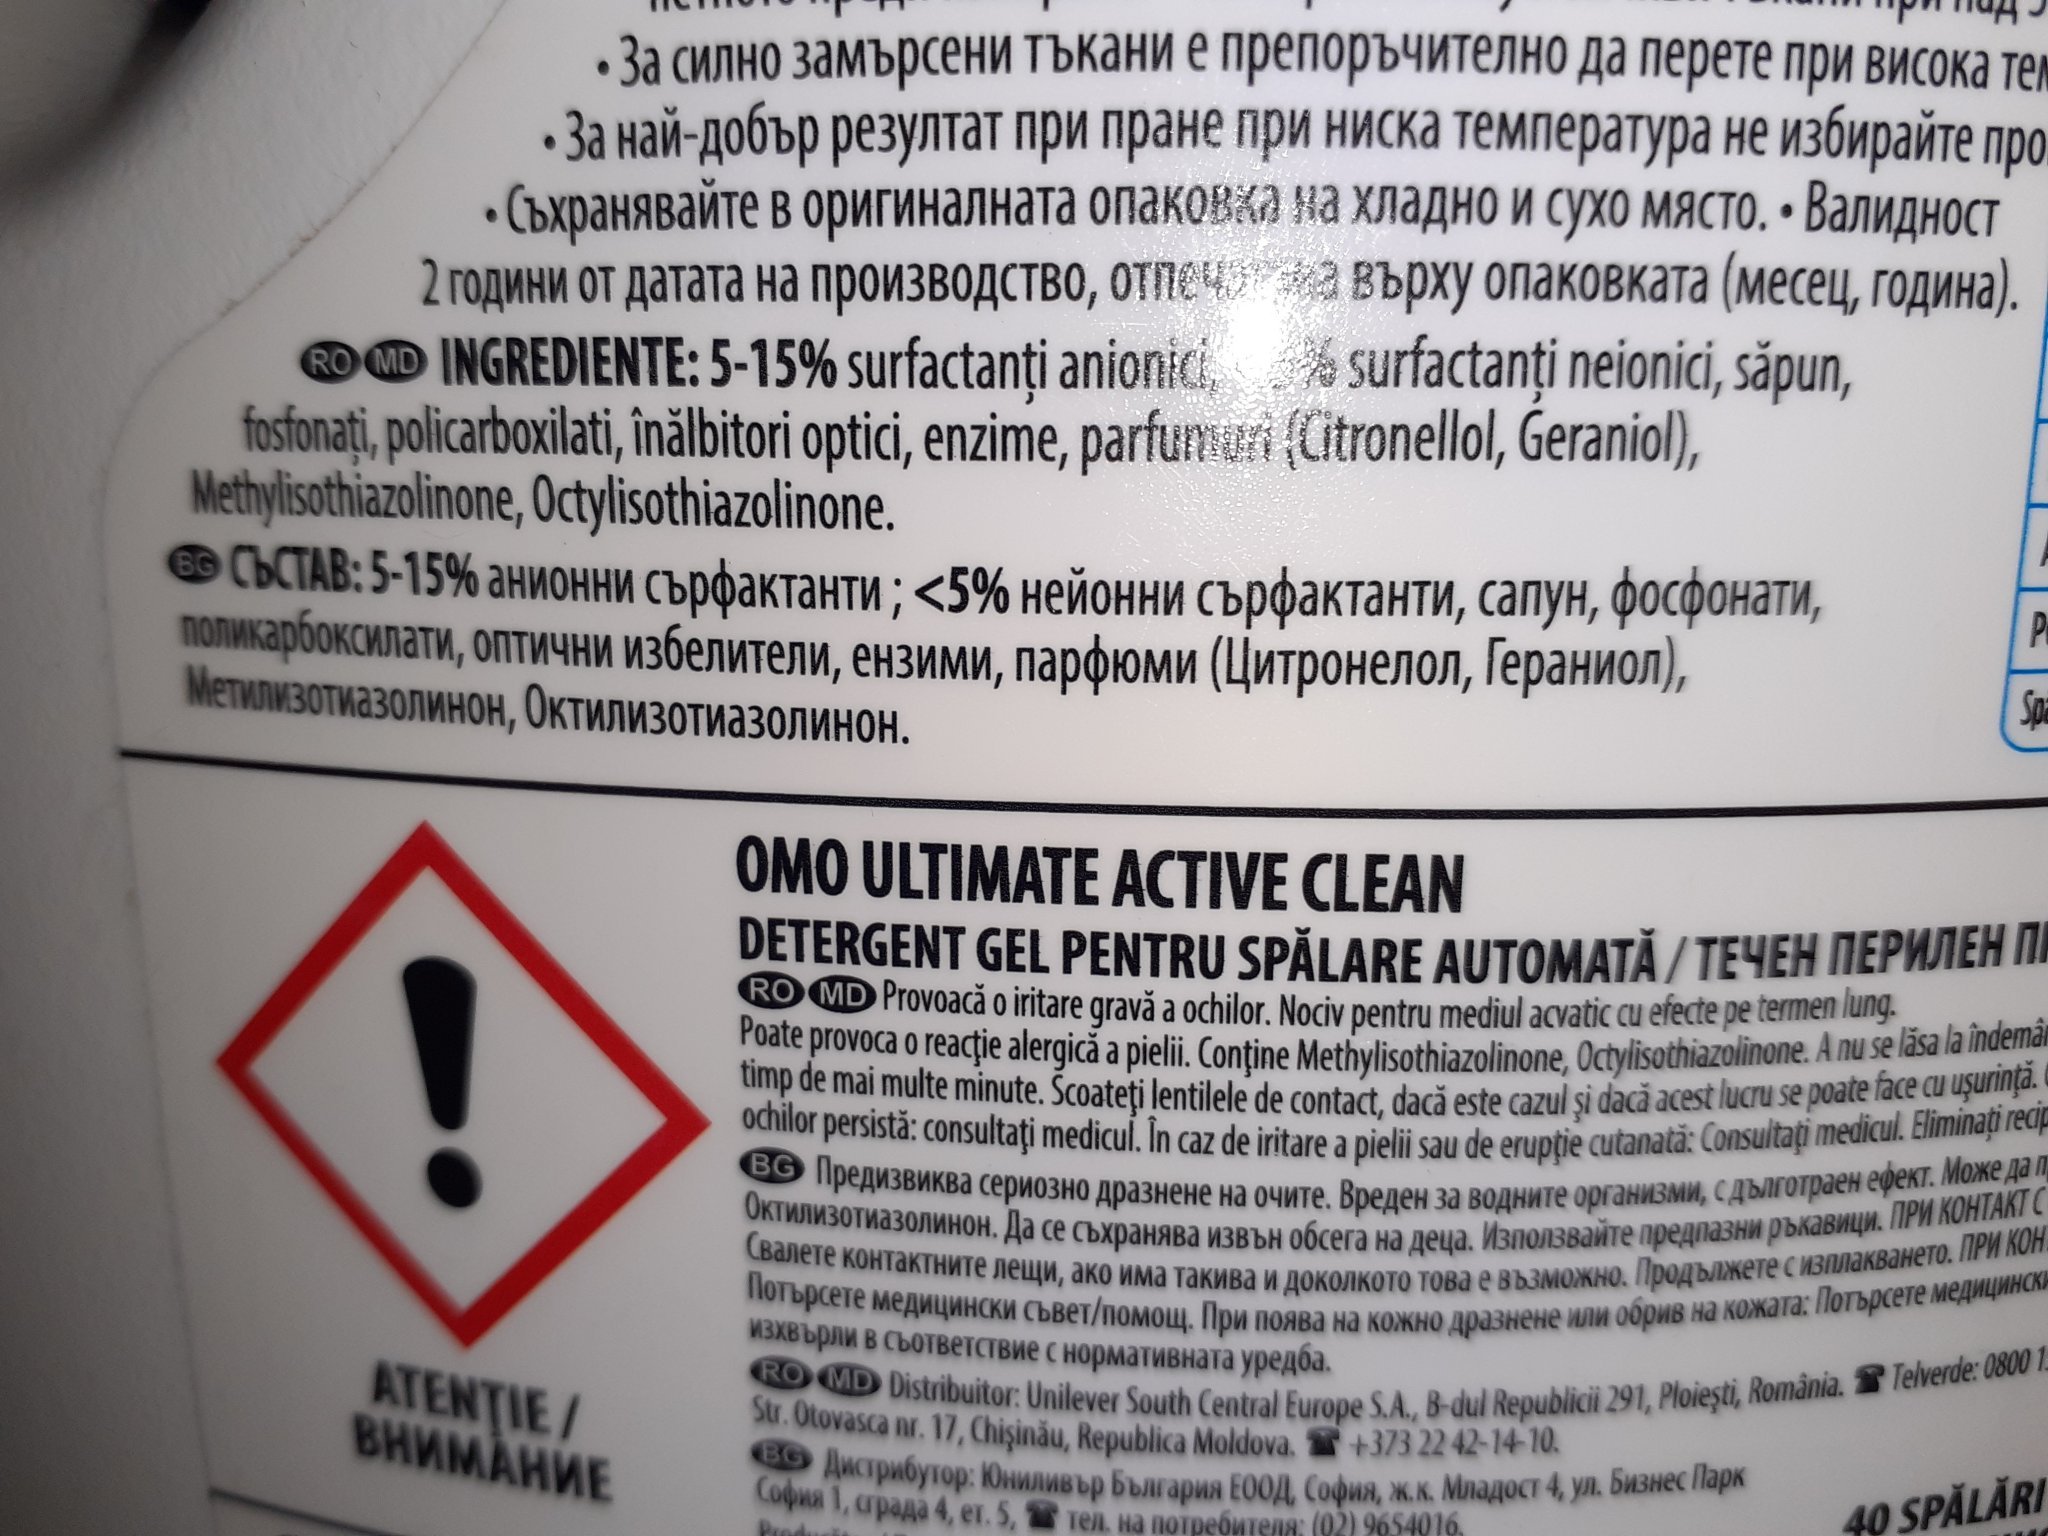 • За силно замърсени тъкани е препоръчително да перете при висока
• За най-добър резултат при пране при ниска температура не избирайте
• Съхранявайте в оригиналната опаковка на хладно и сухо място. • Валидност
2 години от датата на производство, върху опаковката (месец, година).
RO MD INGREDIENTE: 5-15% surfactanți anionici, surfactanți neionici, săpun,
fosfonați, policarboxilati, înălbitori optici, enzime, parfumuri (Citronellol, Geraniol),
Methylisothiazolinone, Octylisothiazolinone.
BG СЪСТАВ: 5-15% анионни сърфактанти ; <5% нейонни сърфактанти, сапун, фосфонати,
поликарбоксилати, оптични избелители, ензими, парфюми (Цитронелол, Гераниол),
Метилизотиазолинон, Октилизотиазолинон.
OMO ULTIMATE ACTIVE CLEAN
DETERGENT GEL PENTRU SPĂLARE AUTOMATĂ / ТЕЧЕН ПЕРИЛЕН
RO MD Provoacă o iritare gravă a ochilor. Nociv pentru mediul acvatic cu efecte pe termen lung.
Poate provoca o reacţie alergică a pielii. Conţine Methylisothiazolinone, Octylisothiazolinone. A nu se lăsa la
timp de mai multe minute. Scoateţi lentilele de contact, dacă este cazul şi dacă acest lucru se poate face cu uşurinţă.
ochilor persistă: consultaţi medicul. În caz de iritare a pielii sau de erupţie cutanată: Consultaţi medicul. Eliminați
BG Предизвиква сериозно дразнене на очите. Вреден за водните организми, с дълготраен ефект. Може да
Октилизотиазолинон. Да се съхранява извън обсега на деца. Използвайте предпазни ръкавици. ПРИ КОНТАКТ С
Свалете контактните лещи, ако има такива и доколкото това е възможно. Продължете с изплакването. ПРИ
Потърсете медицински съвет/помощ. При поява на кожно дразнене или обрив на кожата: Потърсете
изхвърли в съответствие с нормативната уредба.
RO MD Distribuitor: Unilever South Central Europe S.A., B-dul Republicii 291, Ploieşti, România. ☎ Telverde: 0800
Str. Otovasca nr. 17, Chişinău, Republica Moldova. ☎ +373 22 42-14-10.
BG Дистрибутор: Юниливър България ЕООД, София, ж.к. Младост 4, ул. Бизнес Парк
София 1, сграда 4, ет. 5, ☎ тел. на потребителя: (02) 9654016.
ATENŢIE /
ВНИМАНИЕ
40 SPĂLĂRI